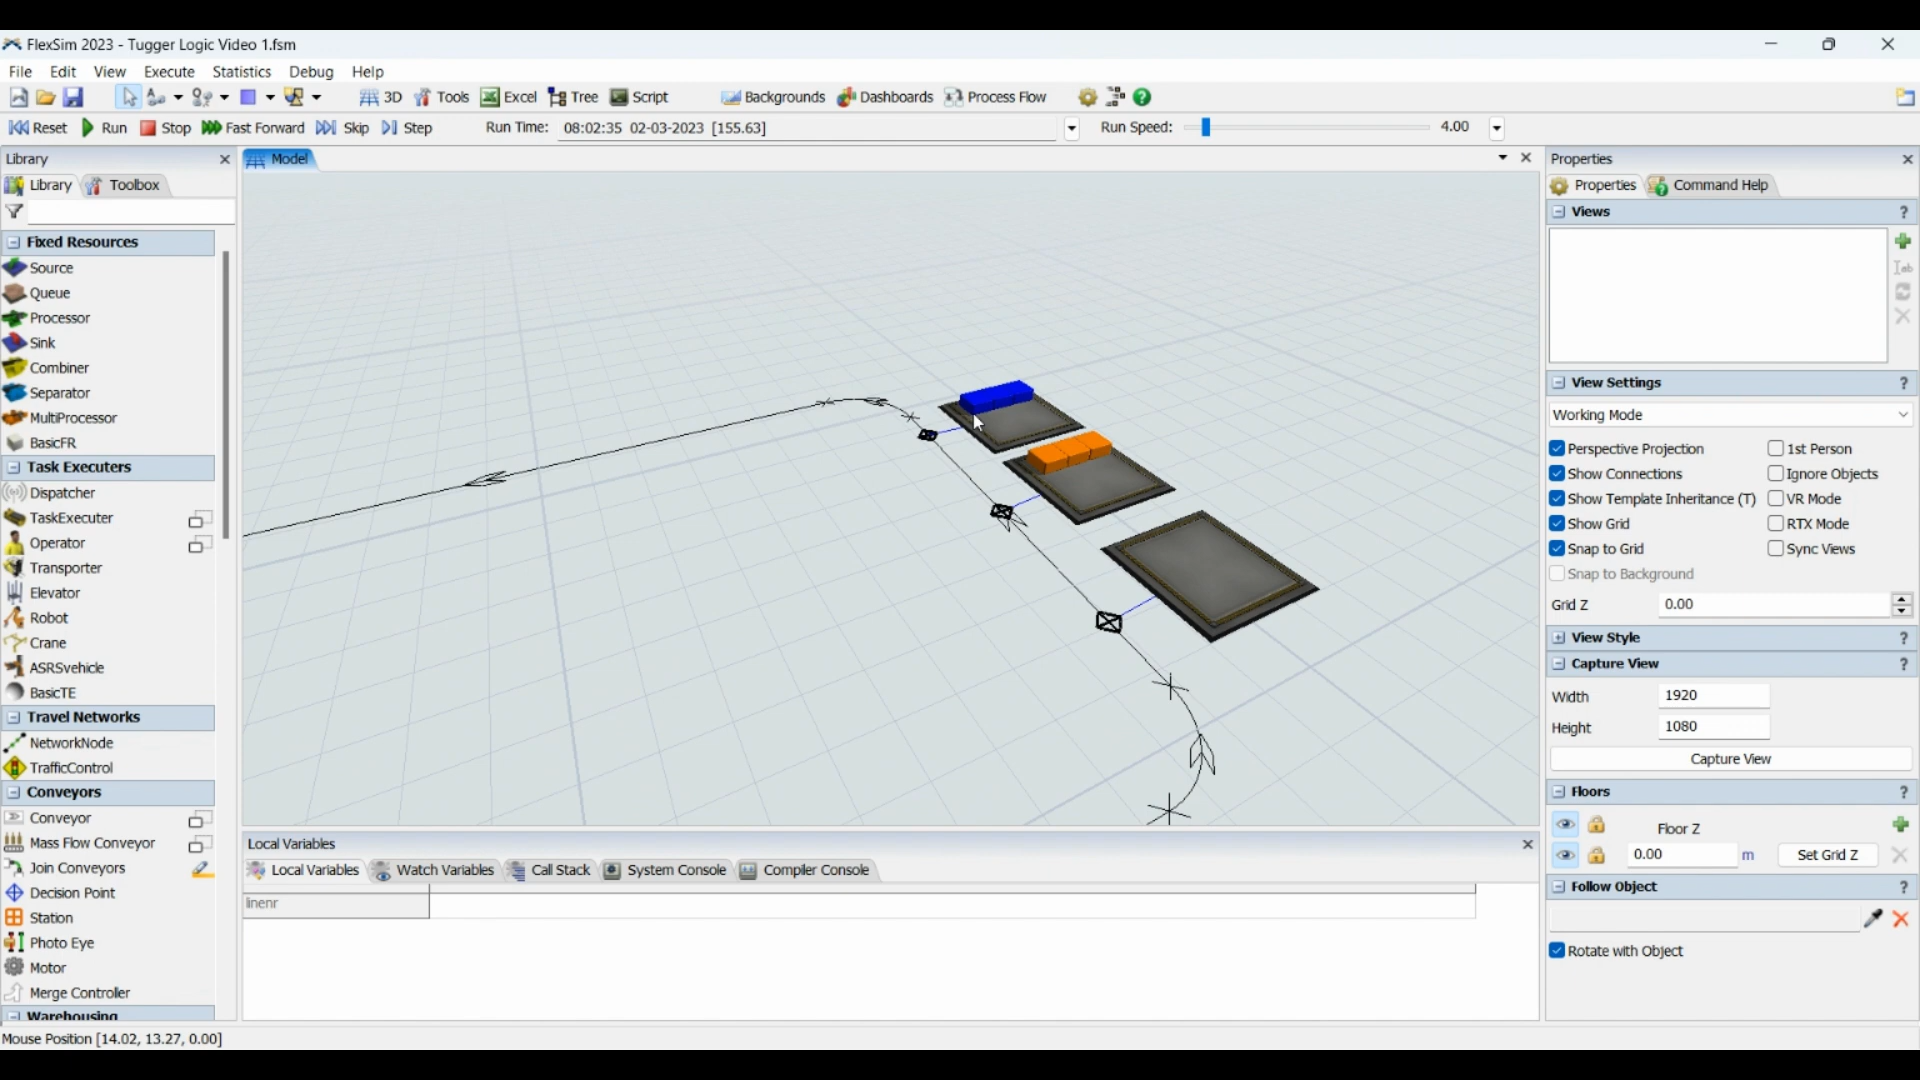 FlexSim 2023 - Tugger Logic Video 1.fsm
File Edit View Execute Statistics Debug Help
3D Tools Excel Tree Script Backgrounds Dashboards Process Flow
Reset Run Stop Fast Forward Skip Step Run Time: 08:02:35 02-03-2023 [155.63] Run Speed: 4.00
Library
Library Toolbox
Fixed Resources
Source
Queue
Processor
Sink
Combiner
Separator
MultiProcessor
BasicFR
Task Executers
Dispatcher
TaskExecuter
Operator
Transporter
Elevator
Robot
Crane
ASRSvehicle
BasicTE
Travel Networks
NetworkNode
TrafficControl
Conveyors
Conveyor
Mass Flow Conveyor
Join Conveyors
Decision Point
Station
Photo Eye
Motor
Merge Controller
Warehousing
Model
Local Variables
Local Variables Watch Variables Call Stack System Console Compiler Console
linenr
Properties
Properties Command Help
Views
View Settings
Working Mode
Perspective Projection 1st Person
Show Connections Ignore Objects
Show Template Inheritance (T) VR Mode
Show Grid RTX Mode
Snap to Grid Sync Views
Snap to Background
Grid Z 0.00
View Style
Capture View
Width 1920
Height 1080
Capture View
Floors
Floor Z
0.00 m Set Grid Z
Follow Object
Rotate with Object
Mouse Position [14.02, 13.27, 0.00]